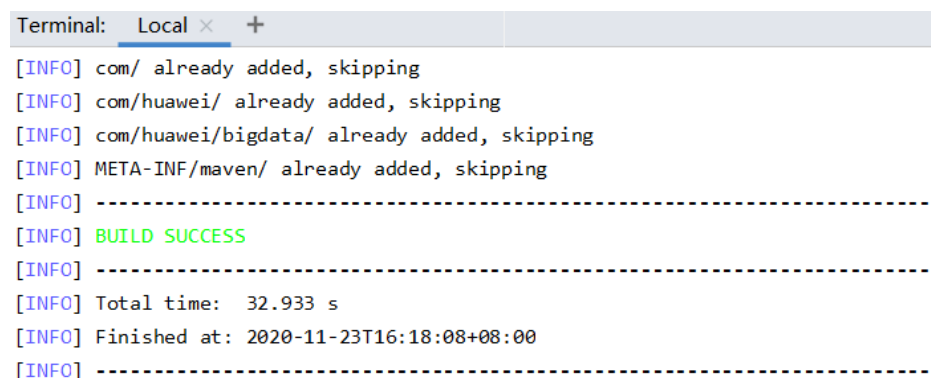 Terminal: Local × +
[INFO] com/ already added, skipping
[INFO] com/huawei/ already added, skipping
[INFO] com/huawei/bigdata/ already added, skipping
[INFO] META-INF/maven/ already added, skipping
[INFO] ------------------------------------------------------------------------
[INFO] BUILD SUCCESS
[INFO] ------------------------------------------------------------------------
[INFO] Total time:  32.933 s
[INFO] Finished at: 2020-11-23T16:18:08+08:00
[INFO] ------------------------------------------------------------------------